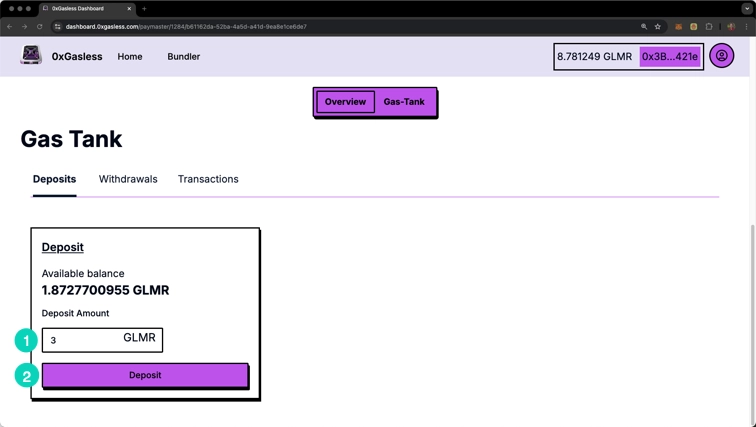 0xGasless Dashboard
dashboard.0xgasless.com/paymaster/1284/b61162da-52ba-4a5d-a41d-9ea8e1ce6de7
0xGasless Home Bundler 8.781249 GLMR 0x3B...421e
Overview Gas-Tank
Gas Tank
Deposits Withdrawals Transactions
Deposit
Available balance
1.8727700955 GLMR
Deposit Amount
1 3 GLMR
2 Deposit